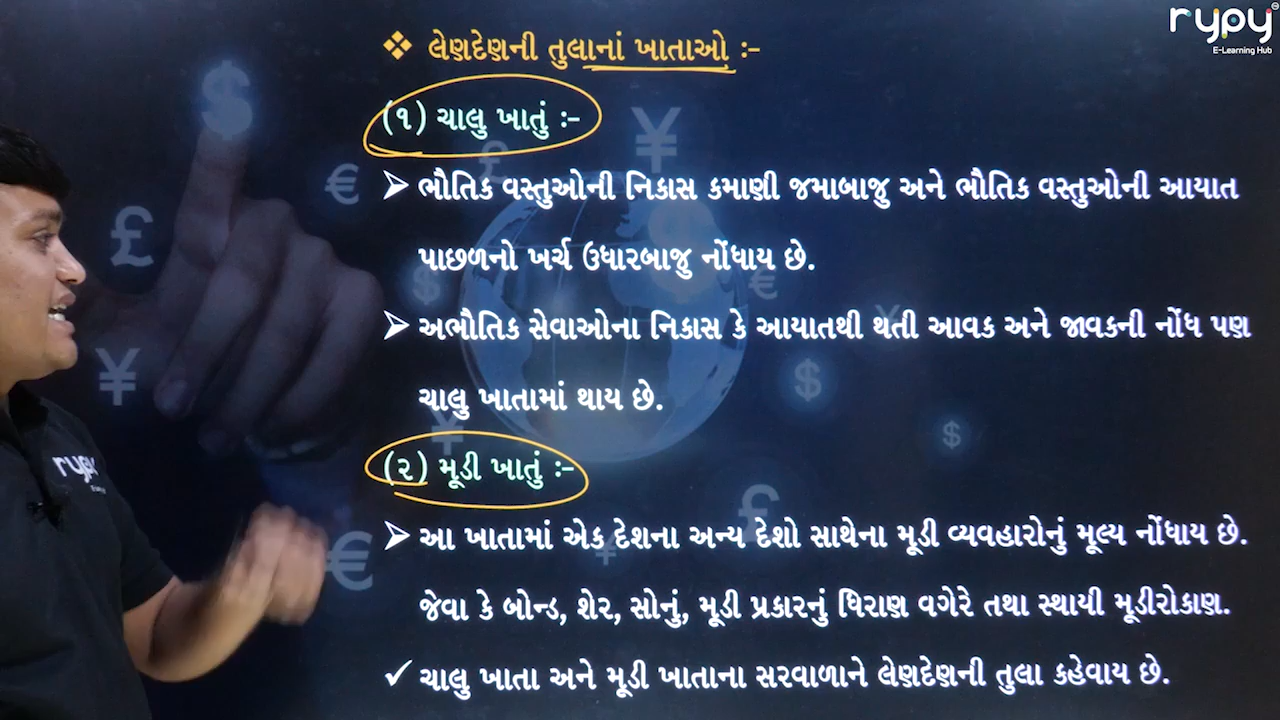 rypy
E-Learning Hub
❖ લેણદેણની તુલાનાં ખાતાઓ :-
(૧) ચાલુ ખાતું :-
➤ ભૌતિક વસ્તુઓની નિકાસ કમાણી જમાબાજુ અને ભૌતિક વસ્તુઓની આયાત
પાછળનો ખર્ચ ઉધારબાજુ નોંધાય છે.
➤ અભૌતિક સેવાઓના નિકાસ કે આયાતથી થતી આવક અને જાવકની નોંધ પણ
ચાલુ ખાતામાં થાય છે.
(૨) મૂડી ખાતું :-
➤ આ ખાતામાં એક દેશના અન્ય દેશો સાથેના મૂડી વ્યવહારોનું મૂલ્ય નોંધાય છે.
જેવા કે બોન્ડ, શેર, સોનું, મૂડી પ્રકારનું ધિરાણ વગેરે તથા સ્થાયી મૂડીરોકાણ.
✓ ચાલુ ખાતા અને મૂડી ખાતાના સરવાળાને લેણદેણની તુલા કહેવાય છે.
rypy